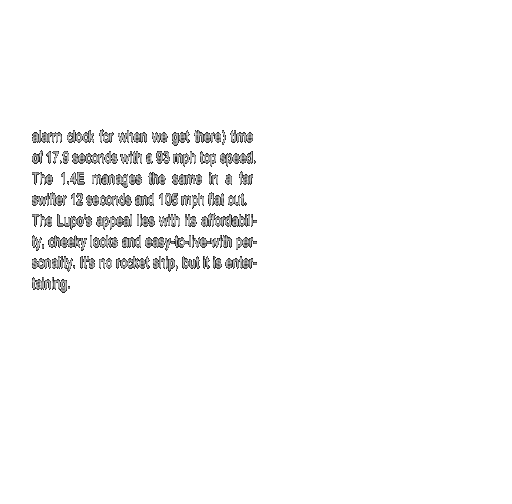 alarm clock for when we get there) time
of 17.9 seconds with a 93 mph top speed.
The 1.4E manages the same in a far
swifter 12 seconds and 106 mph flat out.
The Lupo's appeal lies with its affordabil-
ity, cheeky looks and easy-to-live-with per-
sonality. It's no rocket ship, but it is enter-
taining.